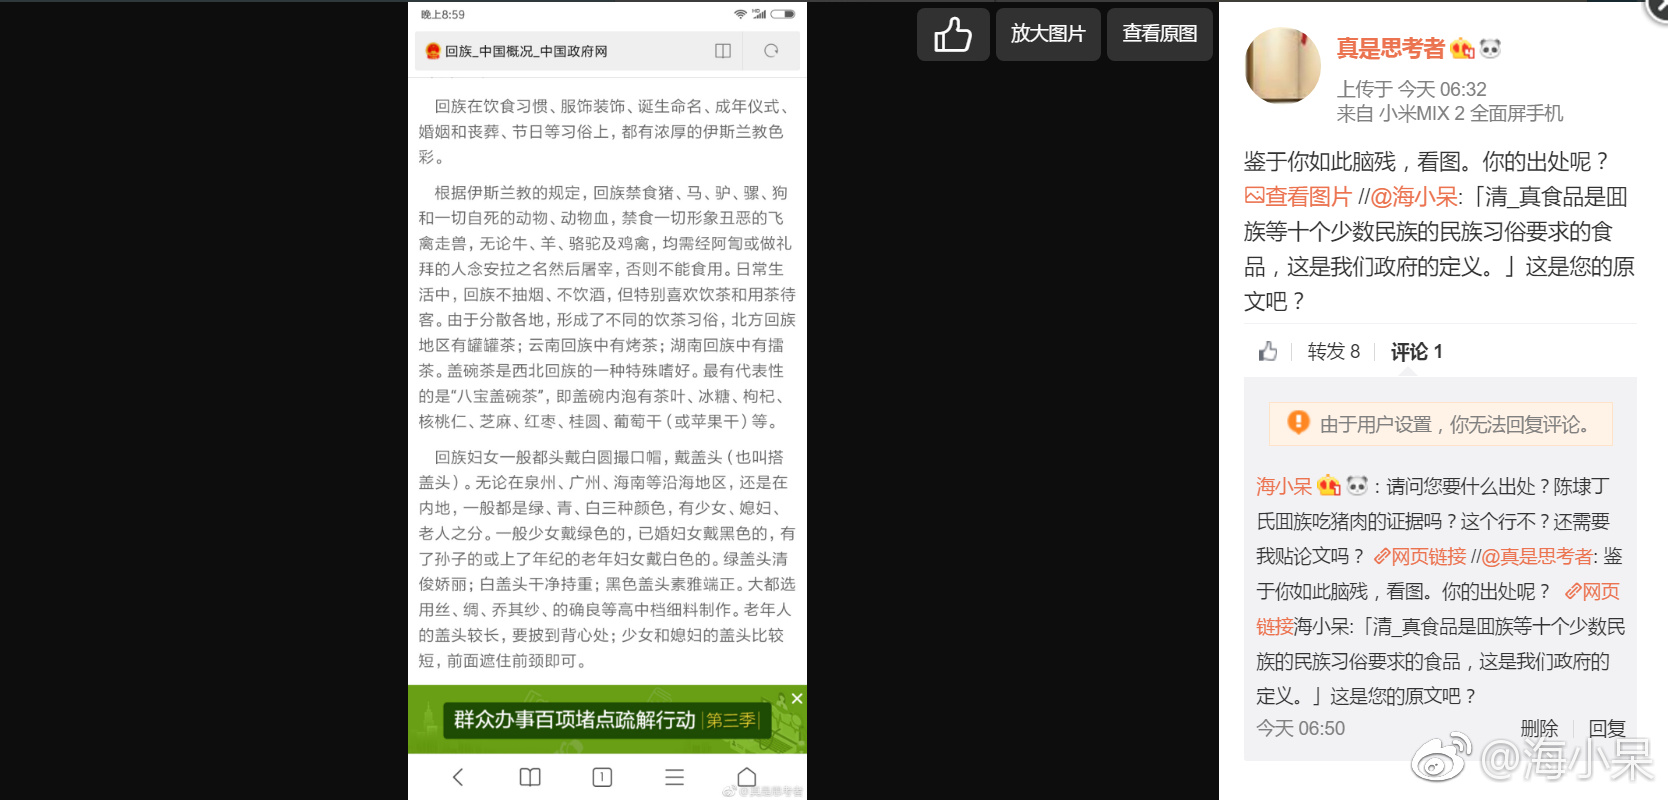 晚上8:59
回族_中国概况_中国政府网
回族在饮食习惯、服饰装饰、诞生命名、成年仪式、
婚姻和丧葬、节日等习俗上，都有浓厚的伊斯兰教色
彩。
根据伊斯兰教的规定，回族禁食猪、马、驴、骡、狗
和一切自死的动物、动物血，禁食一切形象丑恶的飞
禽走兽，无论牛、羊、骆驼及鸡禽，均需经阿訇或做礼
拜的人念安拉之名然后屠宰，否则不能食用。日常生
活中，回族不抽烟、不饮酒，但特别喜欢饮茶和用茶待
客。由于分散各地，形成了不同的饮茶习俗，北方回族
地区有罐罐茶；云南回族中有烤茶；湖南回族中有擂
茶。盖碗茶是西北回族的一种特殊嗜好。最有代表性
的是“八宝盖碗茶”，即盖碗内泡有茶叶、冰糖、枸杞、
核桃仁、芝麻、红枣、桂圆、葡萄干（或苹果干）等。
回族妇女一般都头戴白圆撮口帽，戴盖头（也叫搭
盖头）。无论在泉州、广州、海南等沿海地区，还是在
内地，一般都是绿、青、白三种颜色，有少女、媳妇、
老人之分。一般少女戴绿色的，已婚妇女戴黑色的，有
了孙子的或上了年纪的老年妇女戴白色的。绿盖头清
俊娇丽；白盖头干净持重；黑色盖头素雅端正。大都选
用丝、绸、乔其纱、的确良等高中档细料制作。老年人
的盖头较长，要披到背心处；少女和媳妇的盖头比较
短，前面遮住前颈即可。
群众办事百项堵点疏解行动 第三季
1
@真是思考者
放大图片 查看原图
真是思考者
上传于 今天 06:32
来自 小米MIX 2 全面屏手机
鉴于你如此脑残，看图。你的出处呢？
查看图片 //@海小呆:「清_真食品是囬
族等十个少数民族的民族习俗要求的食
品，这是我们政府的定义。」这是您的原
文吧？
转发 8 评论 1
由于用户设置，你无法回复评论。
海小呆：请问您要什么出处？陈埭丁
氏囬族吃猪肉的证据吗？这个行不？还需要
我贴论文吗？ 网页链接 //@真是思考者: 鉴
于你如此脑残，看图。你的出处呢？ 网页
链接海小呆:「清_真食品是囬族等十个少数民
族的民族习俗要求的食品，这是我们政府的
定义。」这是您的原文吧？
今天 06:50 删除 回复
@海小呆